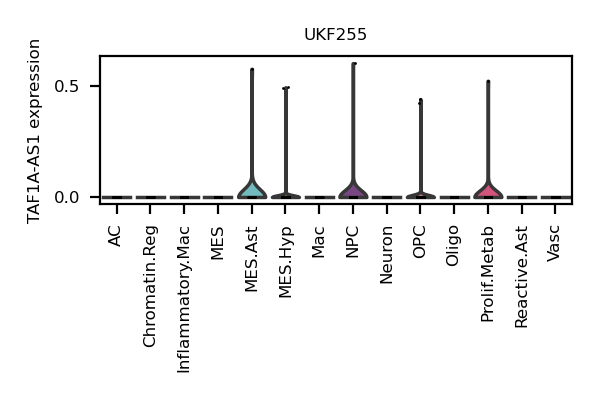 UKF255
TAF1A-AS1 expression
0.5
0.0
AC
Chromatin.Reg
Inflammatory.Mac
MES
MES.Ast
MES.Hyp
Mac
NPC
Neuron
OPC
Oligo
Prolif.Metab
Reactive.Ast
Vasc